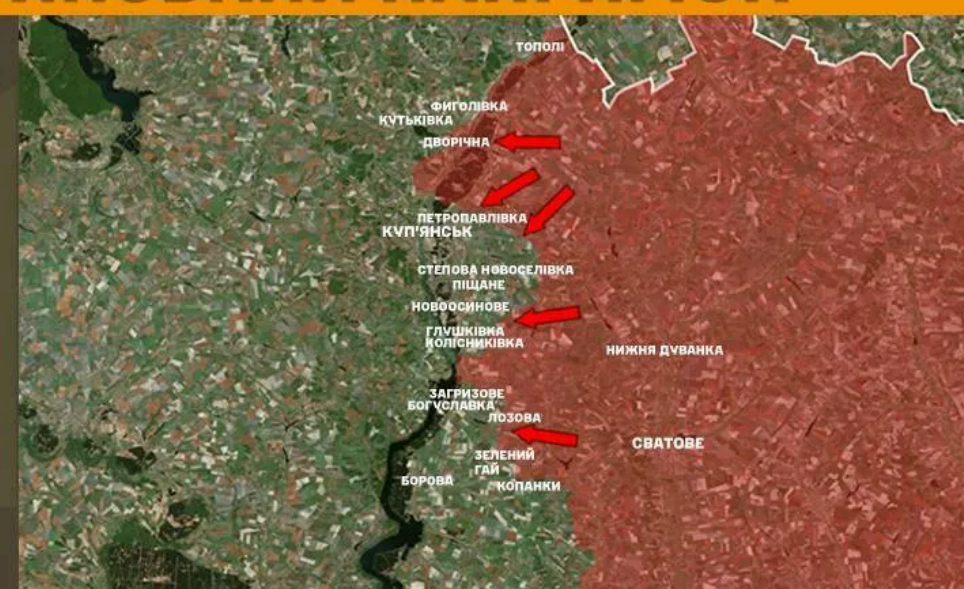 ТОПОЛІ
ФИГОЛІВКА
КУТЬКІВКА
ДВОРІЧНА
ПЕТРОПАВЛІВКА
КУП'ЯНСЬК
СТЕПОВА НОВОСЕЛІВКА
ПІЩАНЕ
НОВООСИНОВЕ
ГЛУШКІВКА
КОЛІСНИКІВКА
НИЖНЯ ДУВАНКА
ЗАГРИЗОВЕ
БОГУСЛАВКА
ЛОЗОВА
СВАТОВЕ
ЗЕЛЕНИЙ
ГАЙ
БОРОВА
КОПАНКИ